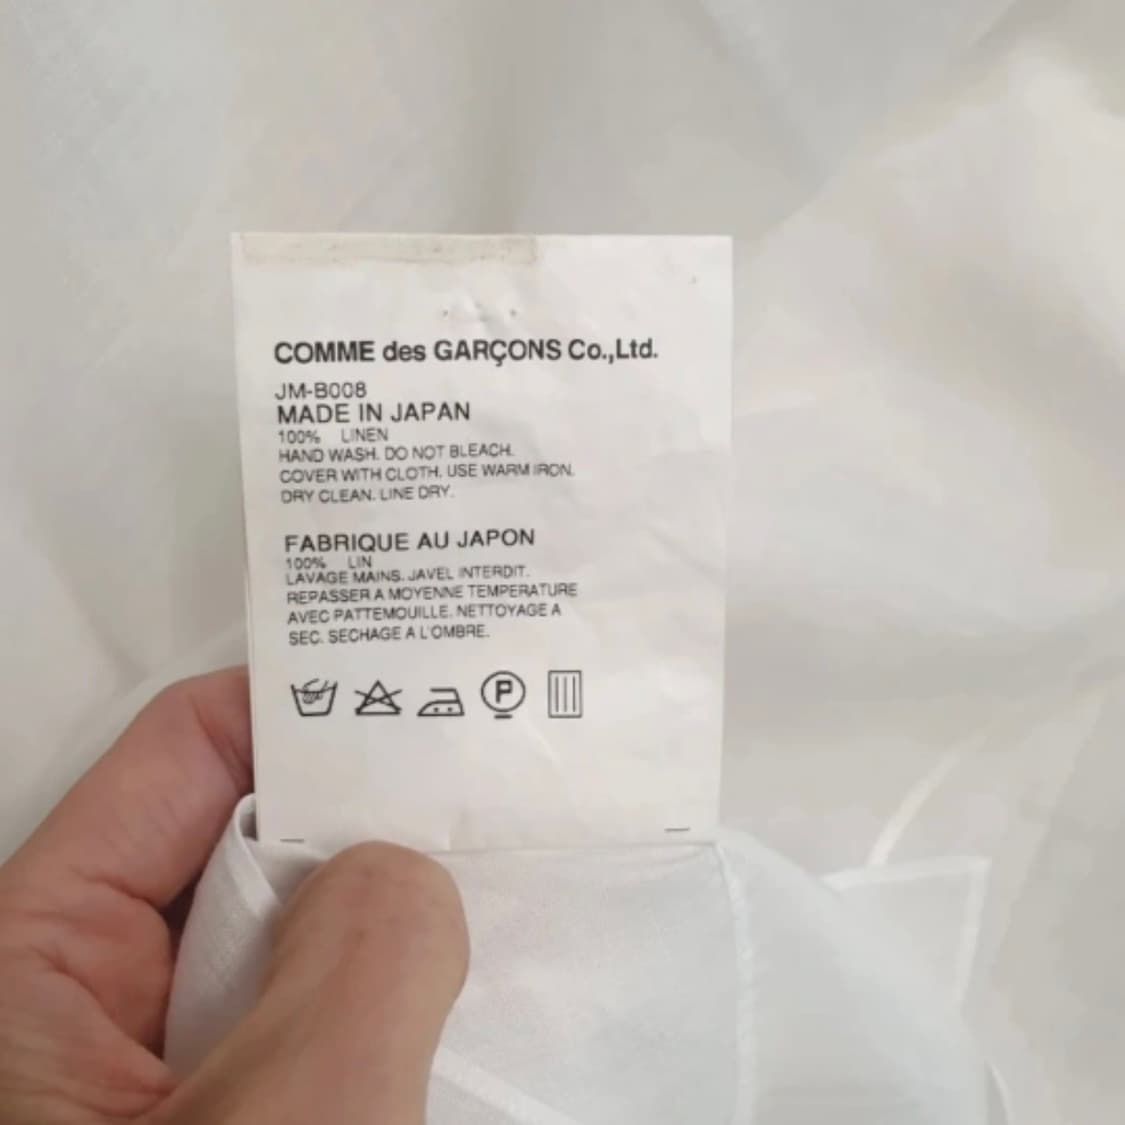 COMME des GARÇONS Co.,Ltd.
JM-B008
MADE IN JAPAN
100% LINEN
HAND WASH. DO NOT BLEACH.
COVER WITH CLOTH. USE WARM IRON.
DRY CLEAN. LINE DRY.
FABRIQUE AU JAPON
100% LIN
LAVAGE MAINS. JAVEL INTERDIT.
REPASSER A MOYENNE TEMPERATURE
AVEC PATTEMOUILLE. NETTOYAGE A
SEC. SECHAGE A L'OMBRE.
P